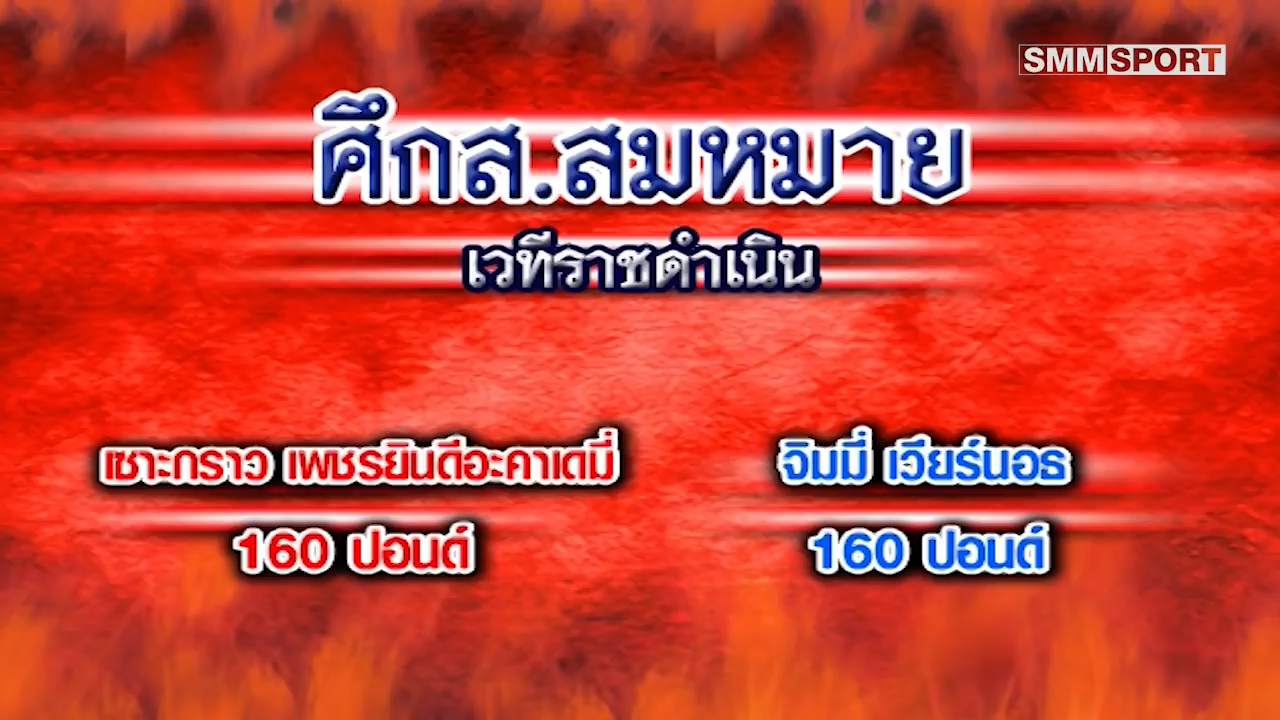 SMMSPORT
ศึกส.สมหมาย
เวทีราชดำเนิน
เซาะกราว เพชรยินดีอะคาเดมี่
160 ปอนด์
จิมมี่ เวียร์นอธ
160 ปอนด์